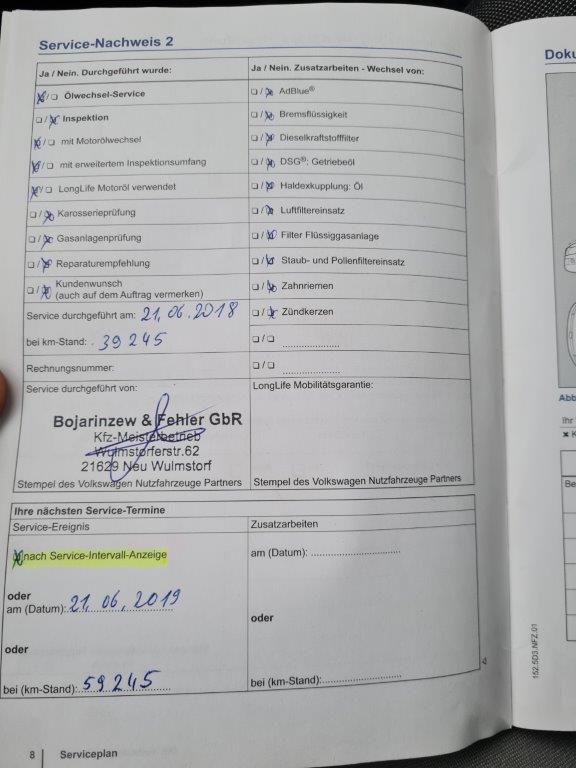 Service-Nachweis 2
Ja / Nein. Durchgeführt wurde:
☒/☐ Ölwechsel-Service
☐/☒ Inspektion
☒/☐ mit Motorölwechsel
☒/☐ mit erweitertem Inspektionsumfang
☒/☐ LongLife Motoröl verwendet
☐/☒ Karosserieprüfung
☐/☒ Gasanlagenprüfung
☐/☒ Reparaturempfehlung
☐/☒ Kundenwunsch
(auch auf dem Auftrag vermerken)
Service durchgeführt am: 21.06.2018
bei km-Stand: 39245
Rechnungsnummer:
Service durchgeführt von:
Bojarinzew & Fehler GbR
Kfz-Meisterbetrieb
Wulmstorferstr.62
21629 Neu Wulmstorf
Stempel des Volkswagen Nutzfahrzeuge Partners
Ja / Nein. Zusatzarbeiten - Wechsel von:
☐/☒ AdBlue®
☐/☒ Bremsflüssigkeit
☐/☒ Dieselkraftstofffilter
☐/☒ DSG®; Getriebeöl
☐/☒ Haldexkupplung: Öl
☐/☒ Luftfiltereinsatz
☐/☒ Filter Flüssiggasanlage
☐/☒ Staub- und Pollenfiltereinsatz
☐/☒ Zahnriemen
☐/☒ Zündkerzen
☐/☐ .....................
☐/☐ .....................
LongLife Mobilitätsgarantie:
Stempel des Volkswagen Nutzfahrzeuge Partners
Ihre nächsten Service-Termine
Service-Ereignis
☒ nach Service-Intervall-Anzeige
oder
am (Datum): 21.06.2019
oder
bei (km-Stand): 59245
Zusatzarbeiten
am (Datum): ................................
oder
bei (km-Stand): ............................
8 | Serviceplan
152.5D3.NFZ.01
Doku
Abb
Ihr
× K
Be